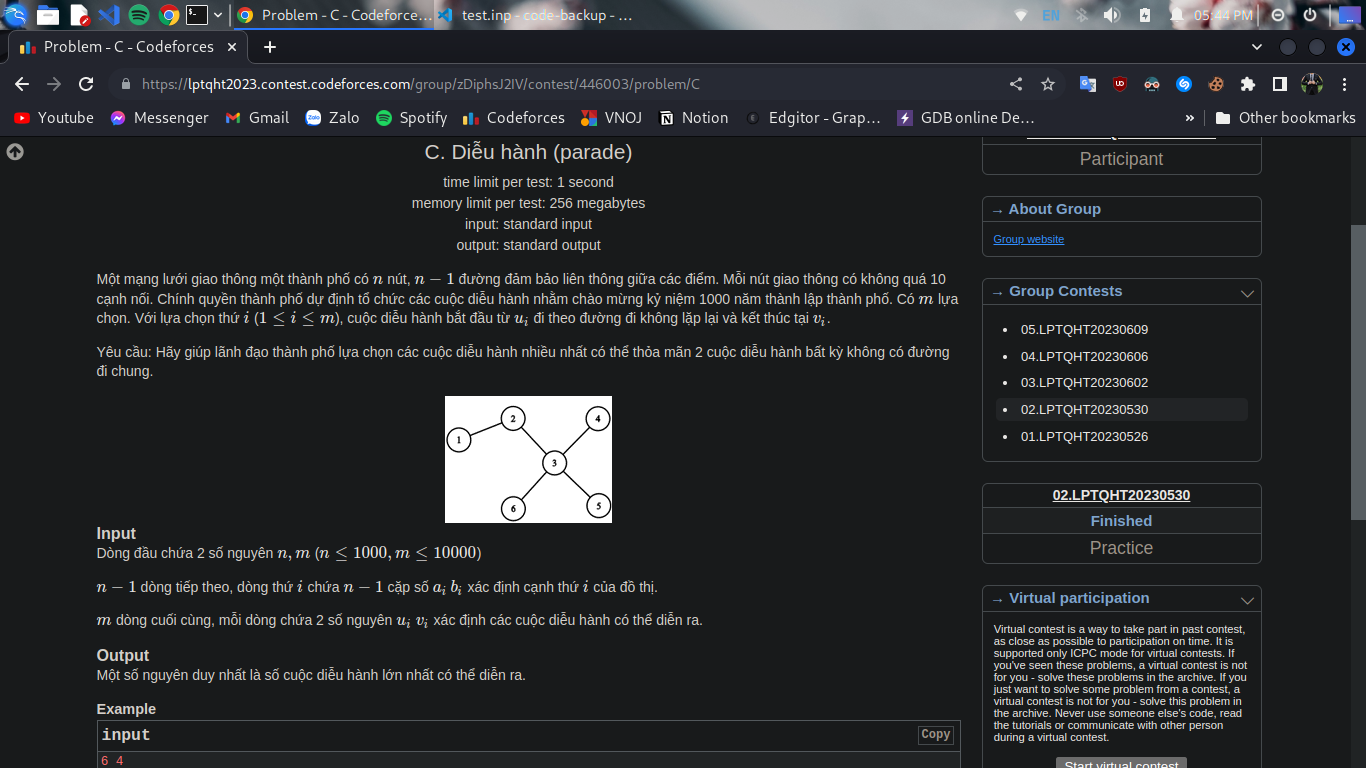 Problem - C - Codeforce…
test.inp - code-backup - …
EN
05:44 PM
Problem - C - Codeforces
https://lptqht2023.contest.codeforces.com/group/zDiphsJ2IV/contest/446003/problem/C
Youtube
Messenger
Gmail
Zalo
Spotify
Codeforces
VNOJ
Notion
Edgitor - Grap…
GDB online De…
»
Other bookmarks
C. Diễu hành (parade)
time limit per test: 1 second
memory limit per test: 256 megabytes
input: standard input
output: standard output
Một mạng lưới giao thông một thành phố có n nút, n − 1 đường đảm bảo liên thông giữa các điểm. Mỗi nút giao thông có không quá 10
cạnh nối. Chính quyền thành phố dự định tổ chức các cuộc diễu hành nhằm chào mừng kỷ niệm 1000 năm thành lập thành phố. Có m lựa
chọn. Với lựa chọn thứ i (1 ≤ i ≤ m), cuộc diễu hành bắt đầu từ uᵢ đi theo đường đi không lặp lại và kết thúc tại vᵢ.
Yêu cầu: Hãy giúp lãnh đạo thành phố lựa chọn các cuộc diễu hành nhiều nhất có thể thỏa mãn 2 cuộc diễu hành bất kỳ không có đường
đi chung.
1
2
4
3
6
5
Input
Dòng đầu chứa 2 số nguyên n, m (n ≤ 1000, m ≤ 10000)
n − 1 dòng tiếp theo, dòng thứ i chứa n − 1 cặp số aᵢ bᵢ xác định cạnh thứ i của đồ thị.
m dòng cuối cùng, mỗi dòng chứa 2 số nguyên uᵢ vᵢ xác định các cuộc diễu hành có thể diễn ra.
Output
Một số nguyên duy nhất là số cuộc diễu hành lớn nhất có thể diễn ra.
Example
input
Copy
6 4
Participant
→ About Group
Group website
→ Group Contests
05.LPTQHT20230609
04.LPTQHT20230606
03.LPTQHT20230602
02.LPTQHT20230530
01.LPTQHT20230526
02.LPTQHT20230530
Finished
Practice
→ Virtual participation
Virtual contest is a way to take part in past contest,
as close as possible to participation on time. It is
supported only ICPC mode for virtual contests. If
you've seen these problems, a virtual contest is not
for you - solve these problems in the archive. If you
just want to solve some problem from a contest, a
virtual contest is not for you - solve this problem in
the archive. Never use someone else's code, read
the tutorials or communicate with other person
during a virtual contest.
Start virtual contest